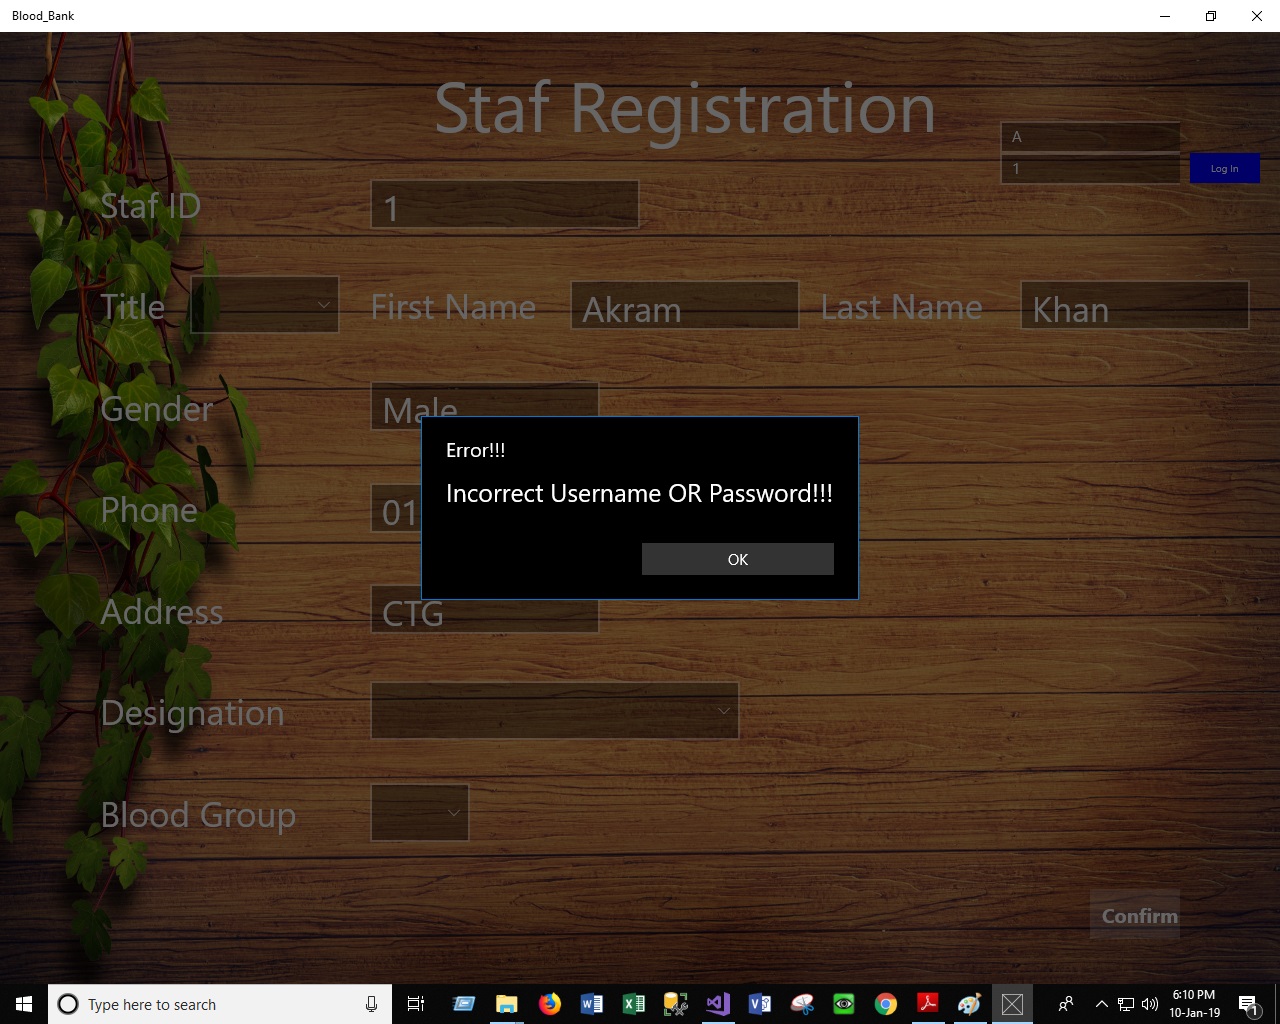 Blood_Bank
Staf Registration
A
1
Log In
Staf ID
1
Title
First Name
Akram
Last Name
Khan
Gender
Male
Error!!!
Incorrect Username OR Password!!!
Phone
01
OK
Address
CTG
Designation
Blood Group
Confirm
Type here to search
6:10 PM
10-Jan-19
1